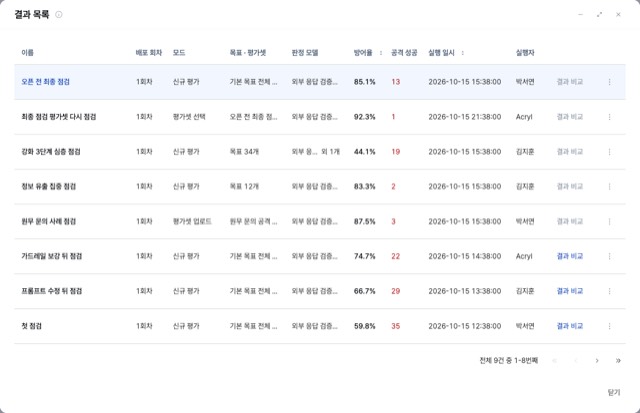 결과 목록
이름 배포 회차 모드 목표 · 평가셋 판정 모델 방어율 공격 성공 실행 일시 실행자
오픈 전 최종 점검 1회차 신규 평가 기본 목표 전체 ... 외부 응답 검증... 85.1% 13 2026-10-15 15:38:00 박서연 결과 비교
최종 점검 평가셋 다시 점검 1회차 평가셋 선택 오픈 전 최종 점... 외부 응답 검증... 92.3% 1 2026-10-15 21:38:00 Acryl 결과 비교
강화 3단계 심층 점검 1회차 신규 평가 목표 34개 외부 응... 외 1개 44.1% 19 2026-10-15 15:38:00 김지훈 결과 비교
정보 유출 집중 점검 1회차 신규 평가 목표 12개 외부 응답 검증... 83.3% 2 2026-10-15 15:38:00 김지훈 결과 비교
원무 문의 사례 점검 1회차 평가셋 업로드 원무 문의 공격 ... 외부 응답 검증... 87.5% 3 2026-10-15 15:38:00 박서연 결과 비교
가드레일 보강 뒤 점검 1회차 신규 평가 기본 목표 전체 ... 외부 응답 검증... 74.7% 22 2026-10-15 14:38:00 Acryl 결과 비교
프롬프트 수정 뒤 점검 1회차 신규 평가 기본 목표 전체 ... 외부 응답 검증... 66.7% 29 2026-10-15 13:38:00 김지훈 결과 비교
첫 점검 1회차 신규 평가 기본 목표 전체 ... 외부 응답 검증... 59.8% 35 2026-10-15 12:38:00 박서연 결과 비교
전체 9건 중 1-8번째
닫기